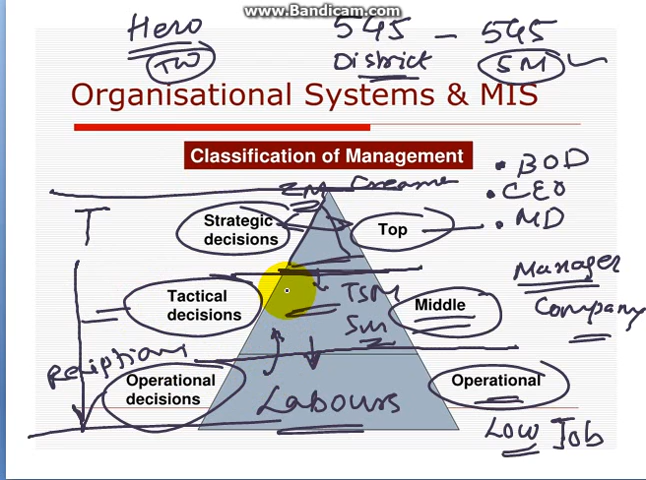 www.Bandicam.com
Hero
TW
545 - 545
District
SM
Organisational Systems & MIS
Classification of Management
• BOD
• CEO
• MD
ZM
T
Strategic
decisions
Top
Manager
Company
Tactical
decisions
TSM
SM
Middle
Operational
decisions
Labours
Operational
Low Job